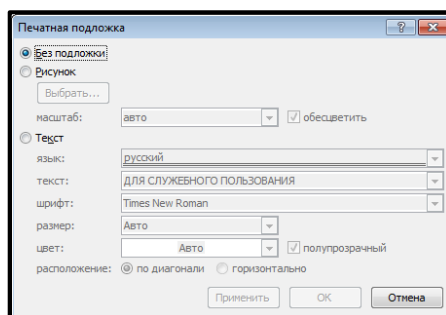 Печатная подложка
Без подложки
Рисунок
Выбрать...
масштаб: авто обесцветить
Текст
язык: русский
текст: ДЛЯ СЛУЖЕБНОГО ПОЛЬЗОВАНИЯ
шрифт: Times New Roman
размер: Авто
цвет: Авто полупрозрачный
расположение: по диагонали горизонтально
Применить ОК Отмена